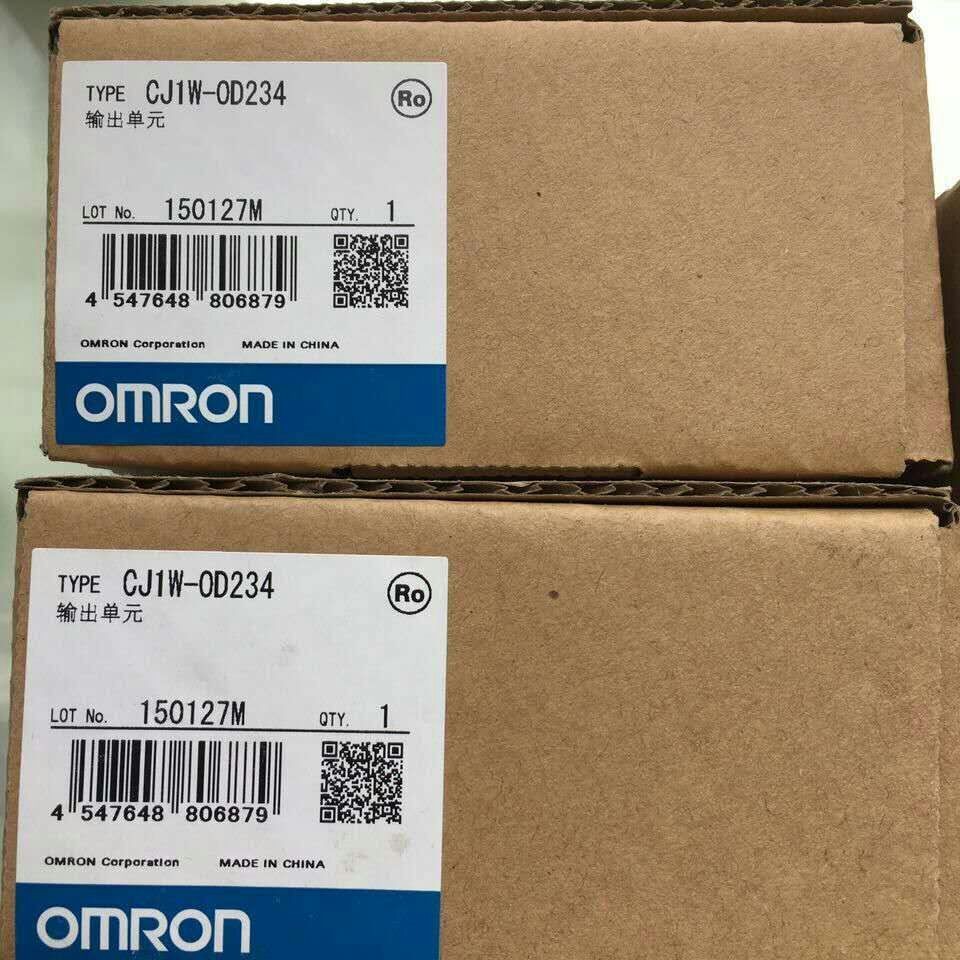 TYPE CJ1W-OD234
Ro
输出单元
LOT No. 150127M QTY. 1
4 547648 806879
OMRON Corporation MADE IN CHINA
OMRON
TYPE CJ1W-OD234
Ro
输出单元
LOT No. 150127M QTY. 1
4 547648 806879
OMRON Corporation MADE IN CHINA
OMRON